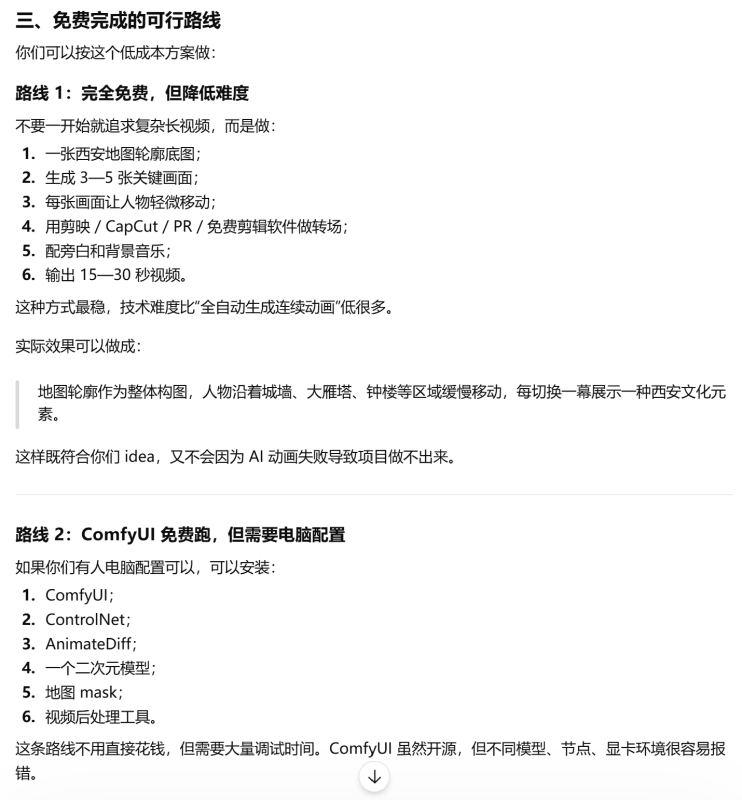 三、免费完成的可行路线
你们可以按这个低成本方案做：
路线 1：完全免费，但降低难度
不要一开始就追求复杂长视频，而是做：
1. 一张西安地图轮廓底图；
2. 生成 3—5 张关键画面；
3. 每张画面让人物轻微移动；
4. 用剪映 / CapCut / PR / 免费剪辑软件做转场；
5. 配旁白和背景音乐；
6. 输出 15—30 秒视频。
这种方式最稳，技术难度比“全自动生成连续动画”低很多。
实际效果可以做成：
地图轮廓作为整体构图，人物沿着城墙、大雁塔、钟楼等区域缓慢移动，每切换一幕展示一种西安文化元
素。
这样既符合你们 idea，又不会因为 AI 动画失败导致项目做不出来。
路线 2：ComfyUI 免费跑，但需要电脑配置
如果你们有人电脑配置可以，可以安装：
1. ComfyUI；
2. ControlNet；
3. AnimateDiff；
4. 一个二次元模型；
5. 地图 mask；
6. 视频后处理工具。
这条路线不用直接花钱，但需要大量调试时间。ComfyUI 虽然开源，但不同模型、节点、显卡环境很容易报
错。